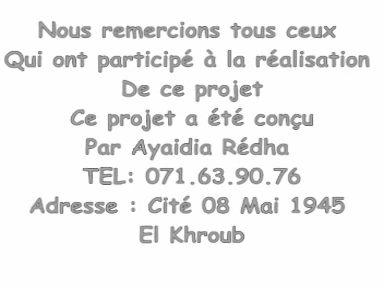 Nous remercions tous ceux
Qui ont participé à la réalisation
De ce projet
Ce projet a été conçu
Par Ayaidia Rédha
TEL: 071.63.90.76
Adresse : Cité 08 Mai 1945
El Khroub